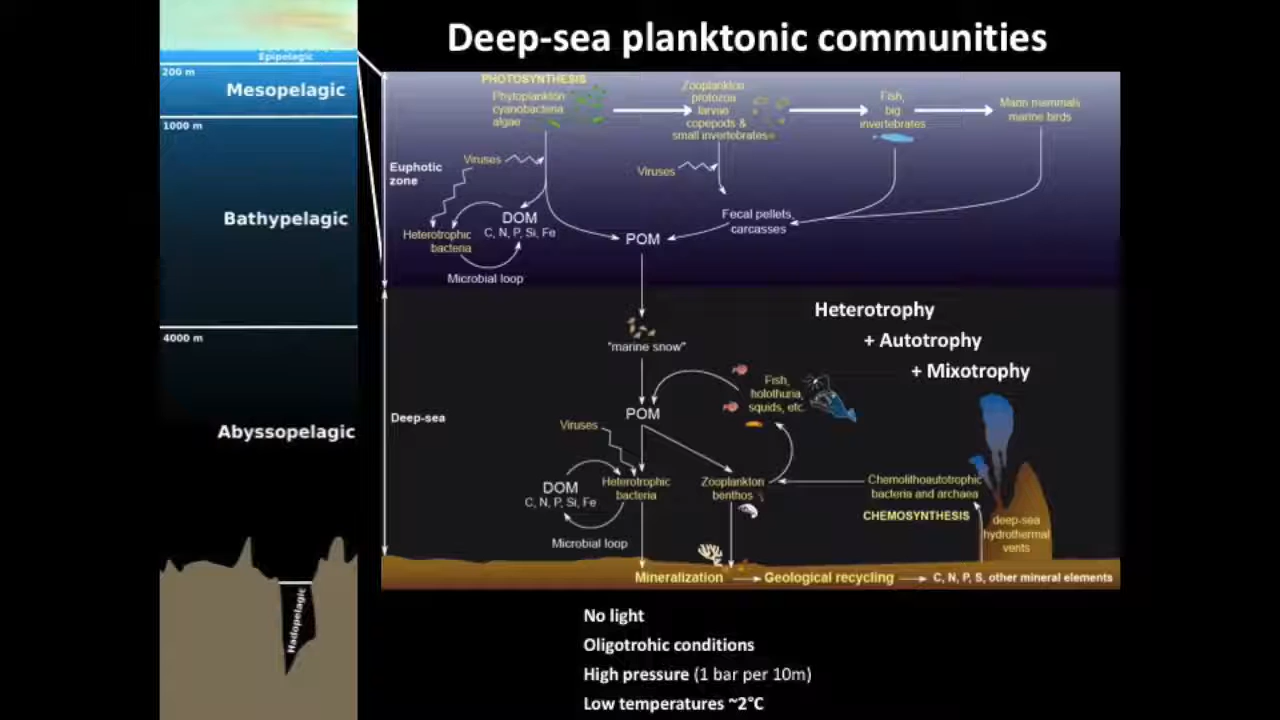 Deep-sea planktonic communities
Epipelagic
200 m
Mesopelagic
1000 m
Bathypelagic
4000 m
Abyssopelagic
Hadopelagic
PHOTOSYNTHESIS
Phytoplankton
cyanobacteria
algae
Zooplankton
protozoa
larvae
copepods &
small invertebrates
Fish,
big
invertebrates
Marin mammals
marine birds
Euphotic
zone
Viruses
Viruses
DOM
C, N, P, Si, Fe
Heterotrophic
bacteria
Microbial loop
Fecal pellets,
carcasses
POM
"marine snow"
Heterotrophy
+ Autotrophy
+ Mixotrophy
Deep-sea
POM
Fish,
holothuria,
squids, etc.
Viruses
DOM
C, N, P, Si, Fe
Heterotrophic
bacteria
Zooplankton
benthos
Microbial loop
Chemolithoautotrophic
bacteria and archaea
CHEMOSYNTHESIS
deep-sea
hydrothermal
vents
Mineralization
Geological recycling
C, N, P, S, other mineral elements
No light
Oligotrohic conditions
High pressure (1 bar per 10m)
Low temperatures ~2°C